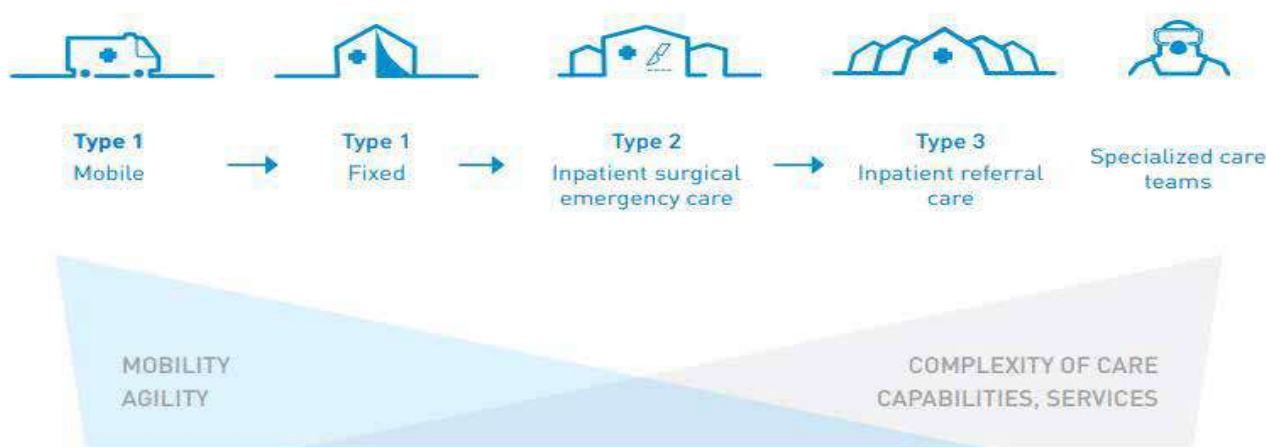 Type 1
Mobile
Type 1
Fixed
Type 2
Inpatient surgical
emergency care
Type 3
Inpatient referral
care
Specialized care
teams
MOBILITY
AGILITY
COMPLEXITY OF CARE
CAPABILITIES, SERVICES